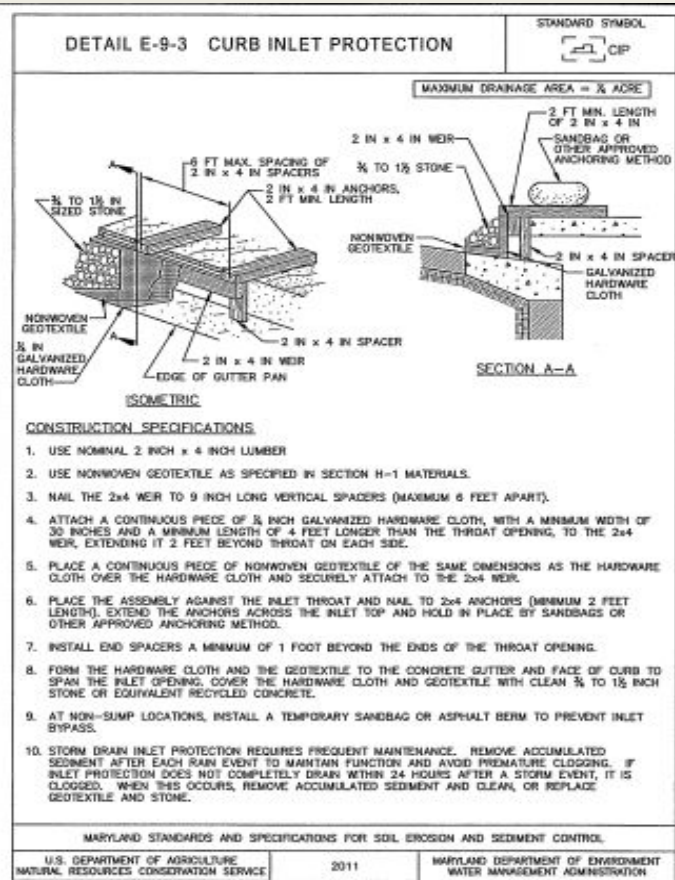 DETAIL E-9-3 CURB INLET PROTECTION
STANDARD SYMBOL
CIP
MAXIMUM DRAINAGE AREA = ¼ ACRE
6 FT MAX. SPACING OF
2 IN x 4 IN SPACERS
2 IN x 4 IN ANCHORS,
2 FT MIN. LENGTH
¾ TO 1½ IN
SIZED STONE
NONWOVEN
GEOTEXTILE
IN
GALVANIZED
HARDWARE
CLOTH
A
A
2 IN x 4 IN SPACER
2 IN x 4 IN WEIR
EDGE OF GUTTER PAN
ISOMETRIC
2 FT MIN. LENGTH
OF 2 IN x 4 IN
2 IN x 4 IN WEIR
SANDBAG OR
OTHER APPROVED
ANCHORING METHOD
¾ TO 1½ STONE
NONWOVEN
GEOTEXTILE
2 IN x 4 IN SPACER
GALVANIZED
HARDWARE
CLOTH
SECTION A-A
CONSTRUCTION SPECIFICATIONS
1. USE NOMINAL 2 INCH x 4 INCH LUMBER
2. USE NONWOVEN GEOTEXTILE AS SPECIFIED IN SECTION H-1 MATERIALS.
3. NAIL THE 2x4 WEIR TO 9 INCH LONG VERTICAL SPACERS (MAXIMUM 6 FEET APART).
4. ATTACH A CONTINUOUS PIECE OF INCH GALVANIZED HARDWARE CLOTH, WITH A MINIMUM WIDTH OF
30 INCHES AND A MINIMUM LENGTH OF 4 FEET LONGER THAN THE THROAT OPENING, TO THE 2x4
WEIR, EXTENDING IT 2 FEET BEYOND THROAT ON EACH SIDE.
5. PLACE A CONTINUOUS PIECE OF NONWOVEN GEOTEXTILE OF THE SAME DIMENSIONS AS THE HARDWARE
CLOTH OVER THE HARDWARE CLOTH AND SECURELY ATTACH TO THE 2x4 WEIR.
6. PLACE THE ASSEMBLY AGAINST THE INLET THROAT AND NAIL TO 2x4 ANCHORS (MINIMUM 2 FEET
LENGTH). EXTEND THE ANCHORS ACROSS THE INLET TOP AND HOLD IN PLACE BY SANDBAGS OR
OTHER APPROVED ANCHORING METHOD.
7. INSTALL END SPACERS A MINIMUM OF 1 FOOT BEYOND THE ENDS OF THE THROAT OPENING.
8. FORM THE HARDWARE CLOTH AND THE GEOTEXTILE TO THE CONCRETE GUTTER AND FACE OF CURB TO
SPAN THE INLET OPENING. COVER THE HARDWARE CLOTH AND GEOTEXTILE WITH CLEAN ¾ TO 1½ INCH
STONE OR EQUIVALENT RECYCLED CONCRETE.
9. AT NON-SUMP LOCATIONS, INSTALL A TEMPORARY SANDBAG OR ASPHALT BERM TO PREVENT INLET
BYPASS.
10. STORM DRAIN INLET PROTECTION REQUIRES FREQUENT MAINTENANCE. REMOVE ACCUMULATED
SEDIMENT AFTER EACH RAIN EVENT TO MAINTAIN FUNCTION AND AVOID PREMATURE CLOGGING. IF
INLET PROTECTION DOES NOT COMPLETELY DRAIN WITHIN 24 HOURS AFTER A STORM EVENT, IT IS
CLOGGED. WHEN THIS OCCURS, REMOVE ACCUMULATED SEDIMENT AND CLEAN, OR REPLACE
GEOTEXTILE AND STONE.
MARYLAND STANDARDS AND SPECIFICATIONS FOR SOIL EROSION AND SEDIMENT CONTROL
U.S. DEPARTMENT OF AGRICULTURE
NATURAL RESOURCES CONSERVATION SERVICE
2011
MARYLAND DEPARTMENT OF ENVIRONMENT
WATER MANAGEMENT ADMINISTRATION